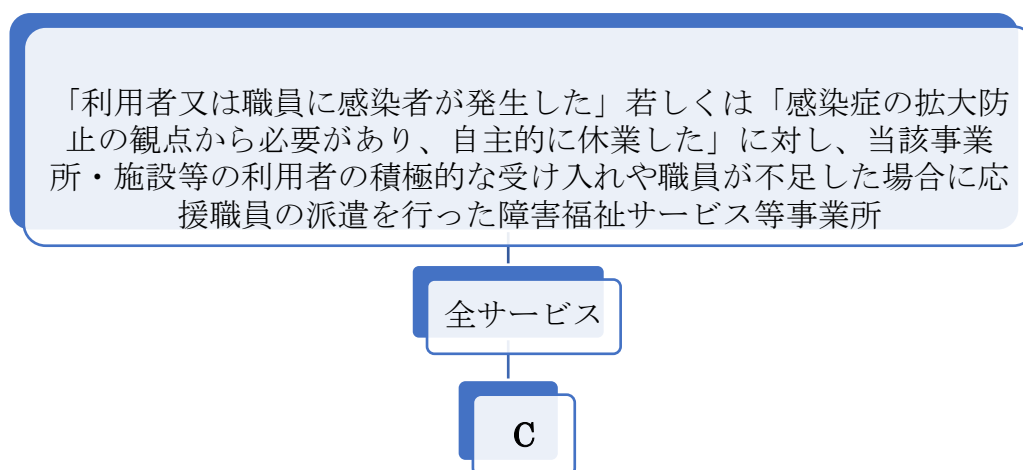 「利用者又は職員に感染者が発生した」若しくは「感染症の拡大防
止の観点から必要があり、自主的に休業した」に対し、当該事業
所・施設等の利用者の積極的な受け入れや職員が不足した場合に応
援職員の派遣を行った障害福祉サービス等事業所
全サービス
C